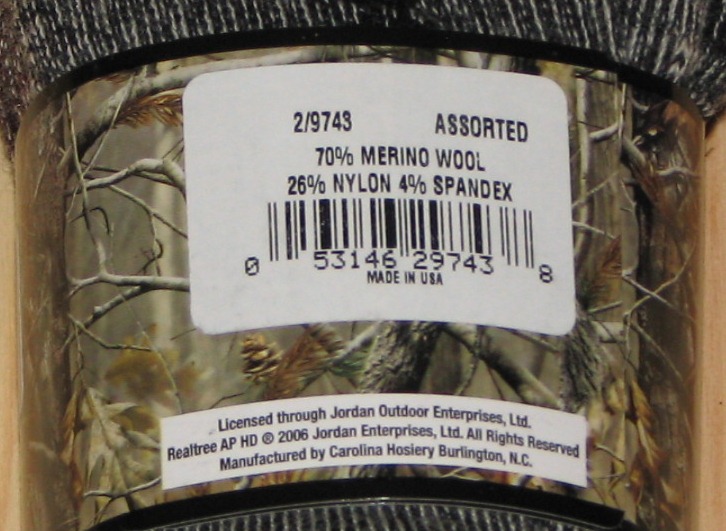 2/9743 ASSORTED
70% MERINO WOOL
26% NYLON 4% SPANDEX
0 53146 29743 8
MADE IN USA
Licensed through Jordan Outdoor Enterprises, Ltd.
Realtree AP HD ® 2006 Jordan Enterprises, Ltd. All Rights Reserved
Manufactured by Carolina Hosiery Burlington, N.C.